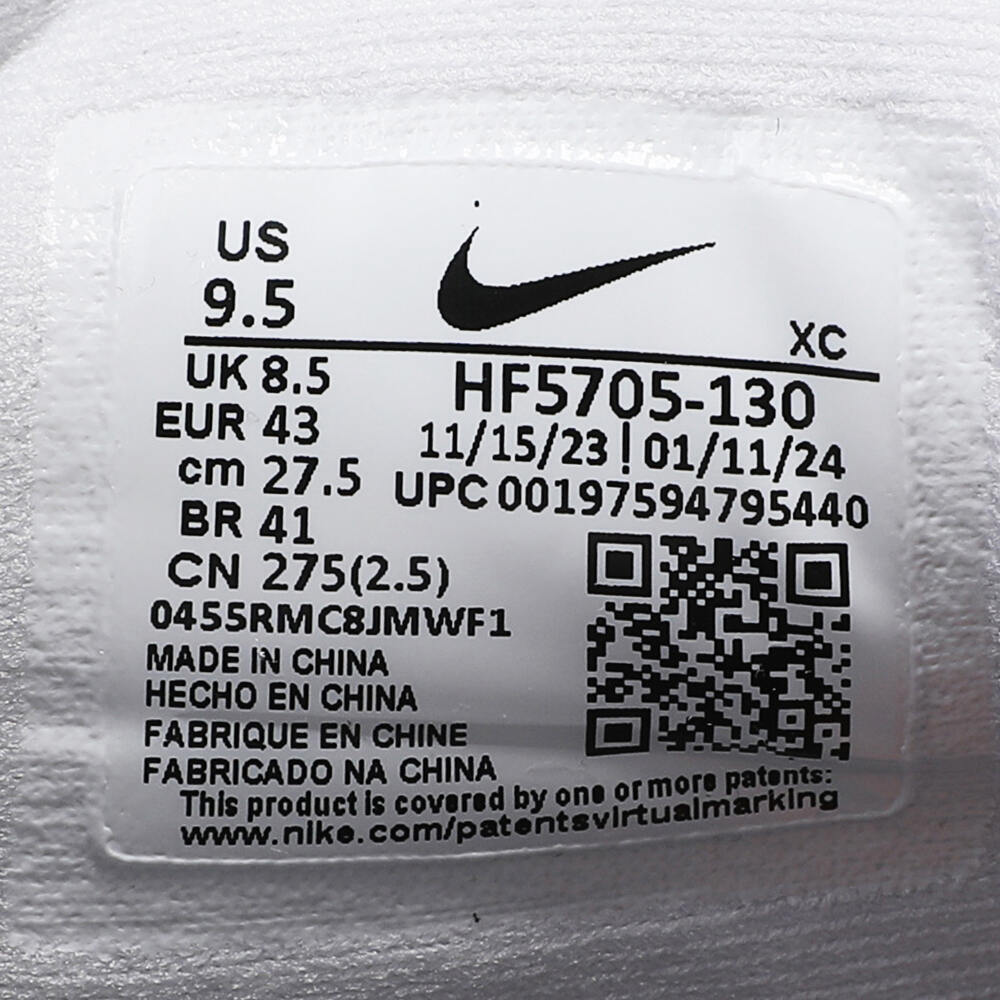 US
9.5
XC
UK 8.5
EUR 43
cm 27.5
BR 41
CN 275(2.5)
HF5705-130
11/15/23 | 01/11/24
UPC 00197594795440
0455RMC8JMWF1
MADE IN CHINA
HECHO EN CHINA
FABRIQUE EN CHINE
FABRICADO NA CHINA
This product is covered by one or more patents:
www.nike.com/patentsvirtualmarking